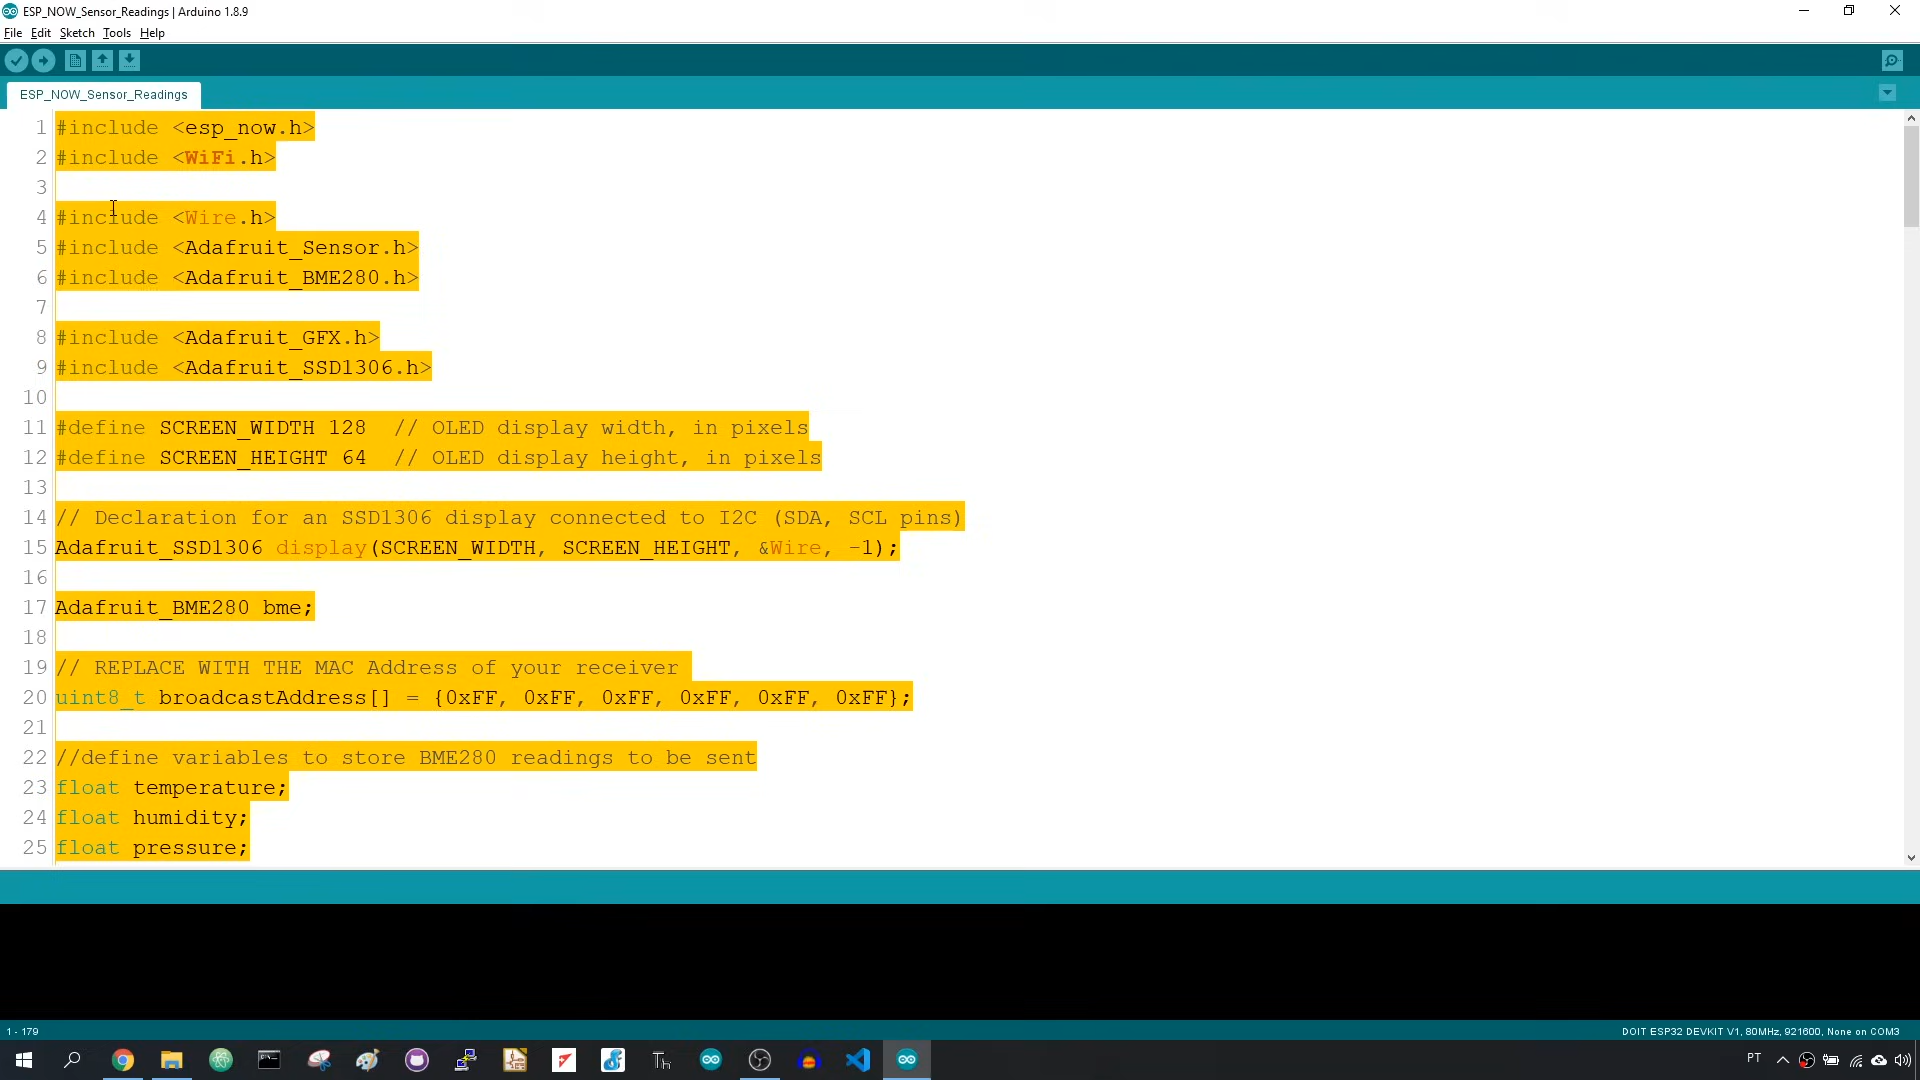 ESP_NOW_Sensor_Readings | Arduino 1.8.9
File Edit Sketch Tools Help
ESP_NOW_Sensor_Readings
1 #include <esp_now.h>
2 #include <WiFi.h>
3
4 #include <Wire.h>
5 #include <Adafruit_Sensor.h>
6 #include <Adafruit_BME280.h>
7
8 #include <Adafruit_GFX.h>
9 #include <Adafruit_SSD1306.h>
10
11 #define SCREEN_WIDTH 128  // OLED display width, in pixels
12 #define SCREEN_HEIGHT 64  // OLED display height, in pixels
13
14 // Declaration for an SSD1306 display connected to I2C (SDA, SCL pins)
15 Adafruit_SSD1306 display(SCREEN_WIDTH, SCREEN_HEIGHT, &Wire, -1);
16
17 Adafruit_BME280 bme;
18
19 // REPLACE WITH THE MAC Address of your receiver
20 uint8_t broadcastAddress[] = {0xFF, 0xFF, 0xFF, 0xFF, 0xFF, 0xFF};
21
22 //define variables to store BME280 readings to be sent
23 float temperature;
24 float humidity;
25 float pressure;
1 - 179
DOIT ESP32 DEVKIT V1, 80MHz, 921600, None on COM3
Th
PT